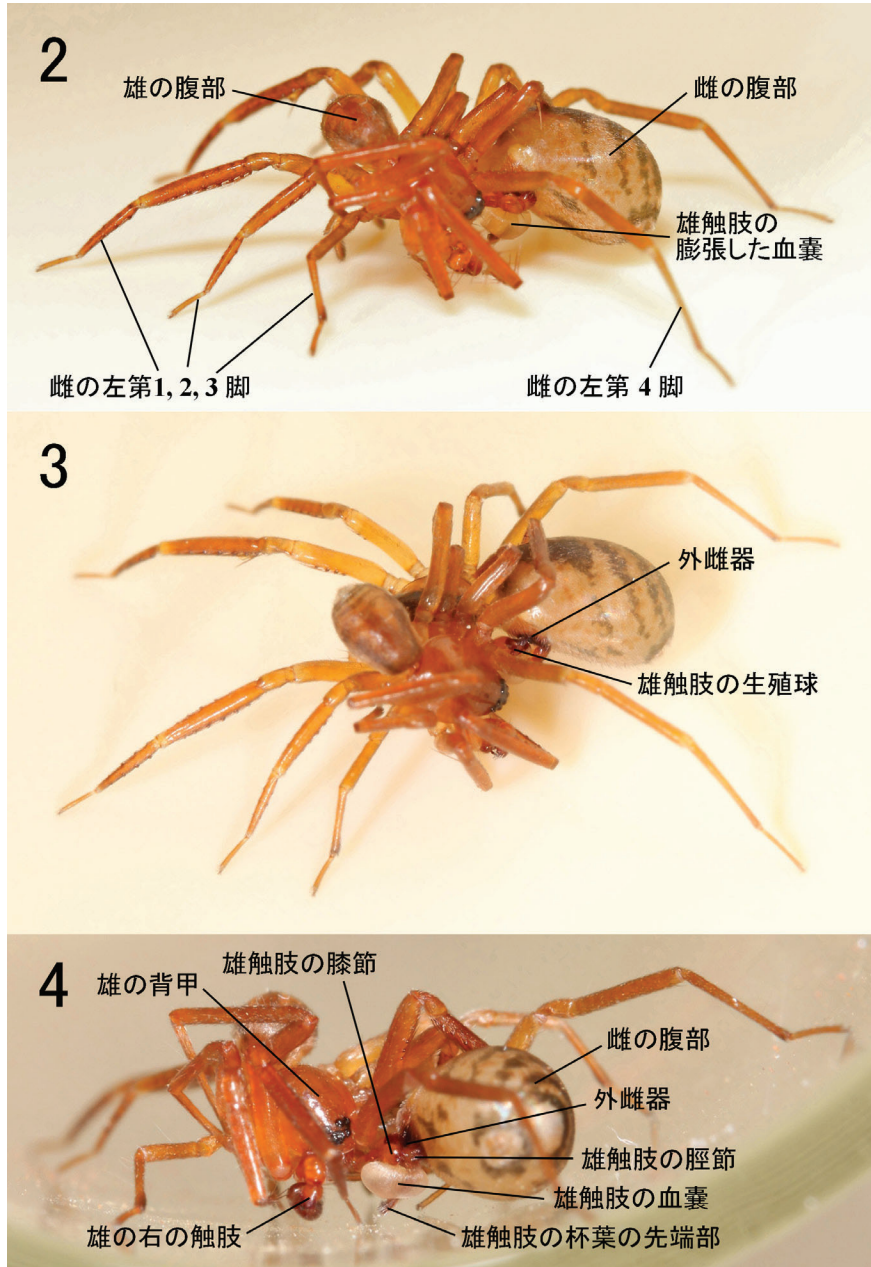 2
雄の腹部
雌の腹部
雄触肢の
膨張した血嚢
雌の左第1, 2, 3 脚
雌の左第 4 脚
3
外雌器
雄触肢の生殖球
4
雄触肢の膝節
雄の背甲
雌の腹部
外雌器
雄触肢の脛節
雄触肢の血嚢
雄の右の触肢
雄触肢の杯葉の先端部